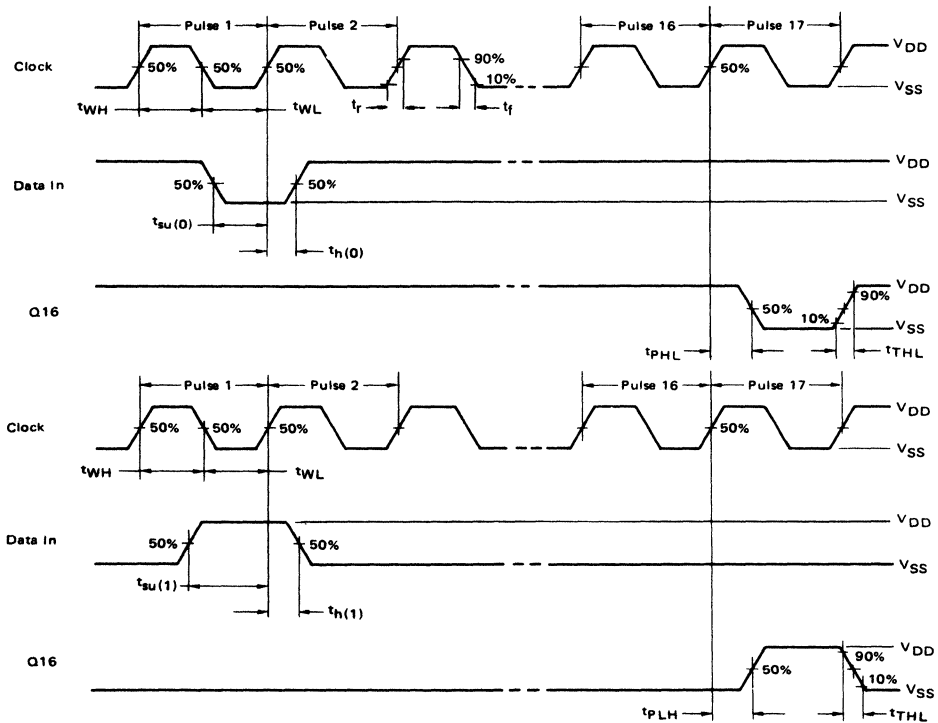 Pulse 1 Pulse 2 Pulse 16 Pulse 17
Clock 50% 50% 50% 90% 50% VDD
10% VSS
tWH tWL tr tf
VDD
Data In 50% 50%
VSS
tsu(0)
th(0)
VDD
Q16 50% 10% 90%
VSS
tPHL tTHL
Pulse 1 Pulse 2 Pulse 16 Pulse 17
VDD
Clock 50% 50% 50% 50%
VSS
tWH tWL
VDD
Data In 50% 50%
VSS
tsu(1)
th(1)
VDD
Q16 50% 90%
10%
VSS
tPLH tTHL